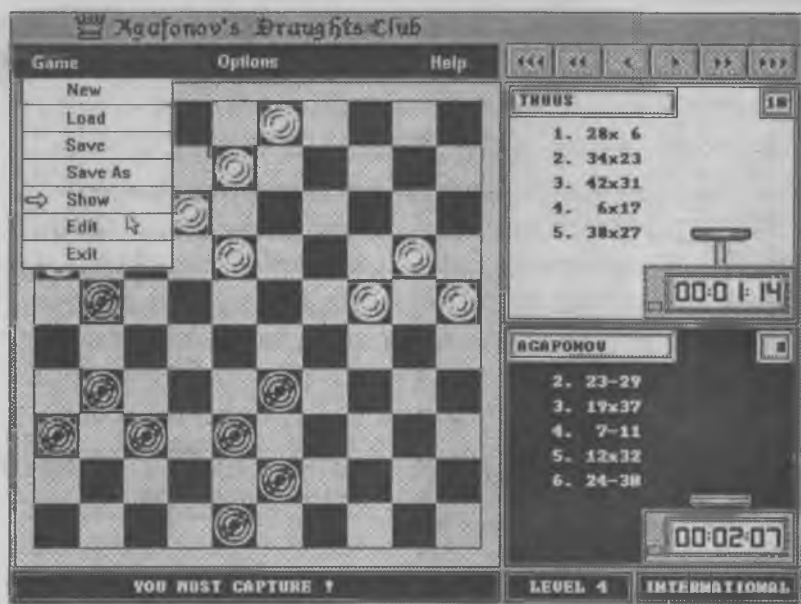 Agafonov's Draughts Club
Game Options Help
New
Load
Save
Save As
Show
Edit
Exit
1. 28x 6
2. 34x23
3. 42x31
4. 6x17
5. 38x27
00:01:14
AGAPONOV
2. 23-29
3. 19x37
4. 7-11
5. 12x32
6. 24-30
00:02:07
YOU MUST CAPTURE !
LEVEL 4
INTERNATIONAL